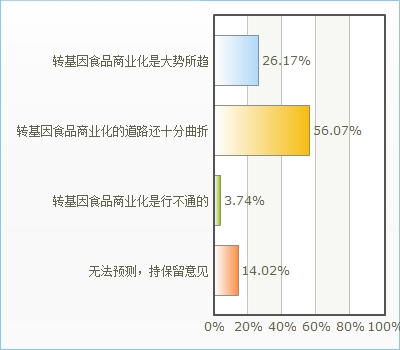 转基因食品商业化是大势所趋 26.17%
转基因食品商业化的道路还十分曲折 56.07%
转基因食品商业化是行不通的 3.74%
无法预测，持保留意见 14.02%
0% 20% 40% 60% 80% 100%